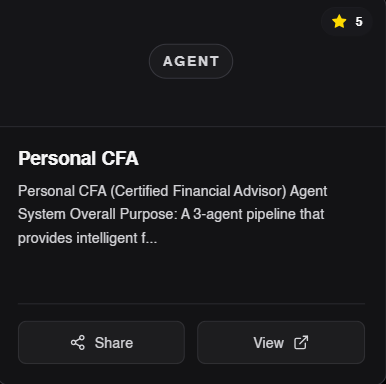 5
AGENT
Personal CFA
Personal CFA (Certified Financial Advisor) Agent
System Overall Purpose: A 3-agent pipeline that
provides intelligent f...
Share
View